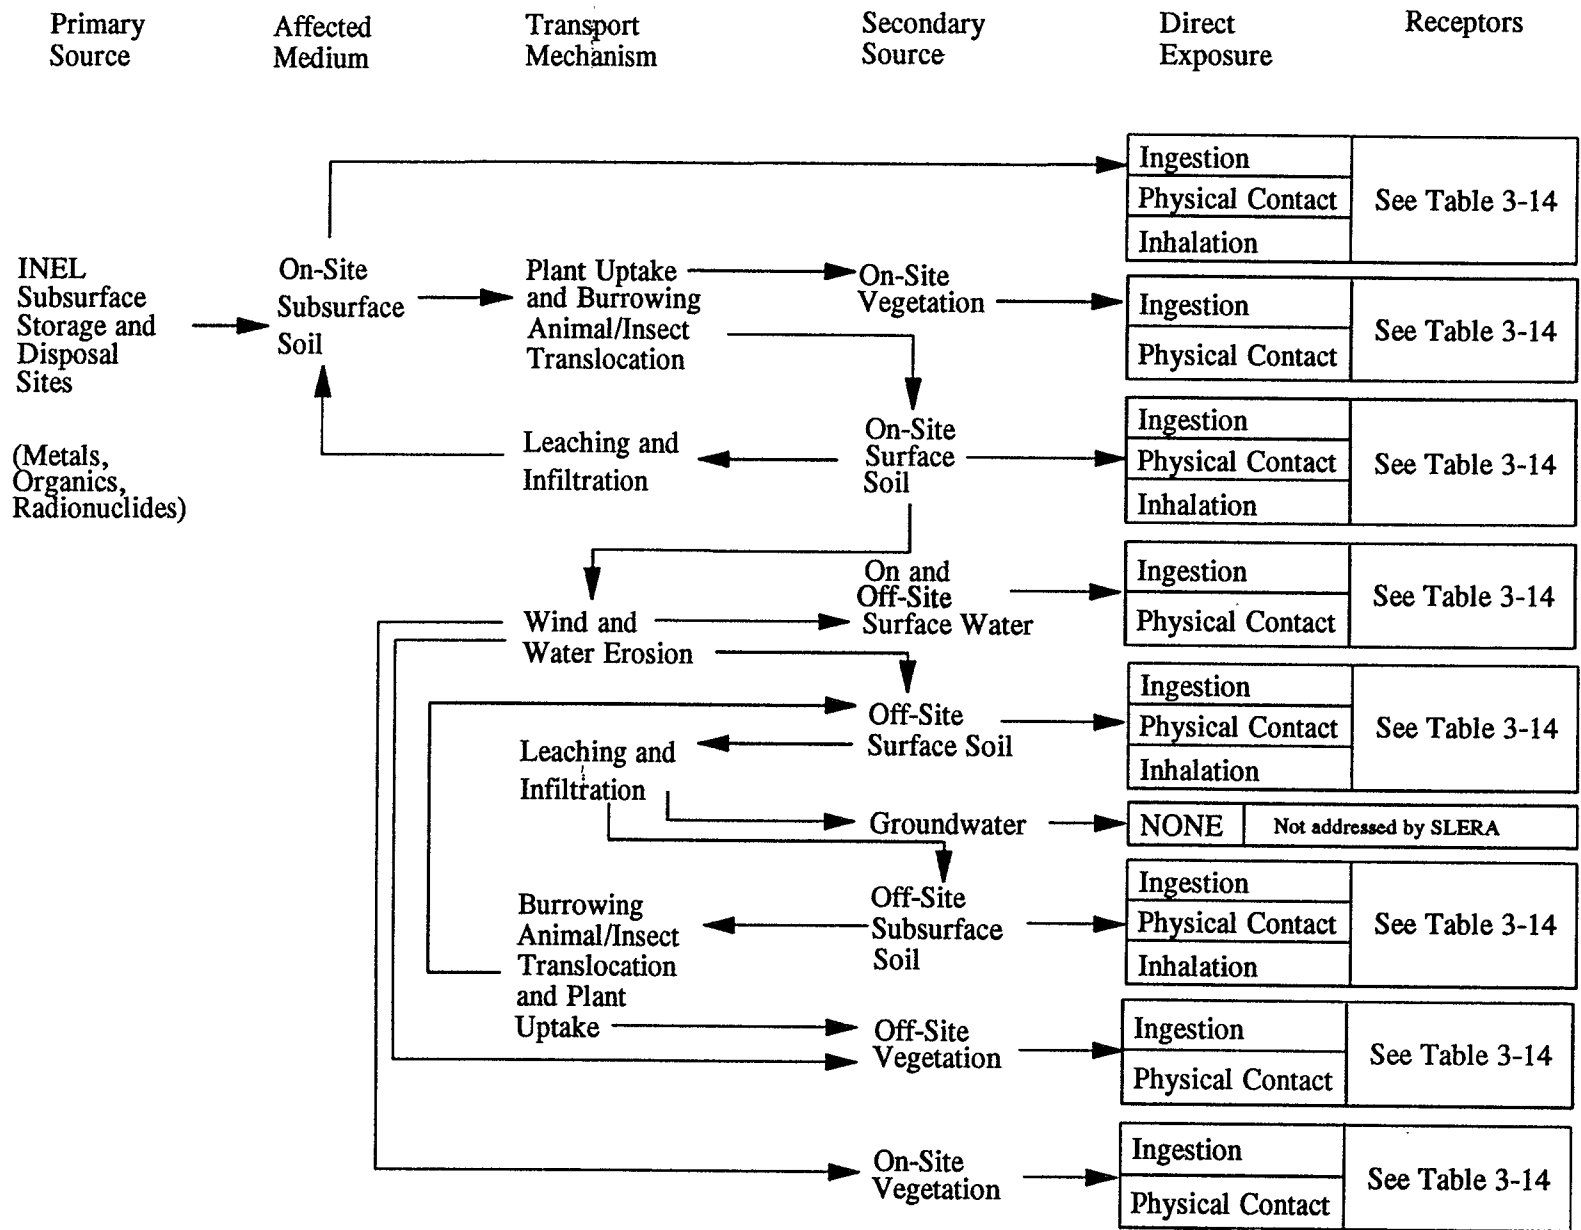 Primary
Source
Affected
Medium
Transport
Mechanism
Secondary
Source
Direct
Exposure
Receptors
Ingestion
Physical Contact
Inhalation
See Table 3-14
INEL
Subsurface
Storage and
Disposal
Sites
(Metals,
Organics,
Radionuclides)
On-Site
Subsurface
Soil
Plant Uptake
and Burrowing
Animal/Insect
Translocation
On-Site
Vegetation
Ingestion
Physical Contact
See Table 3-14
Leaching and
Infiltration
On-Site
Surface
Soil
Ingestion
Physical Contact
Inhalation
See Table 3-14
Wind and
Water Erosion
On and
Off-Site
Surface Water
Ingestion
Physical Contact
See Table 3-14
Off-Site
Surface Soil
Ingestion
Physical Contact
Inhalation
See Table 3-14
Leaching and
Infiltration
Groundwater
NONE
Not addressed by SLERA
Burrowing
Animal/Insect
Translocation
and Plant
Uptake
Off-Site
Subsurface
Soil
Ingestion
Physical Contact
Inhalation
See Table 3-14
Off-Site
Vegetation
Ingestion
Physical Contact
See Table 3-14
On-Site
Vegetation
Ingestion
Physical Contact
See Table 3-14